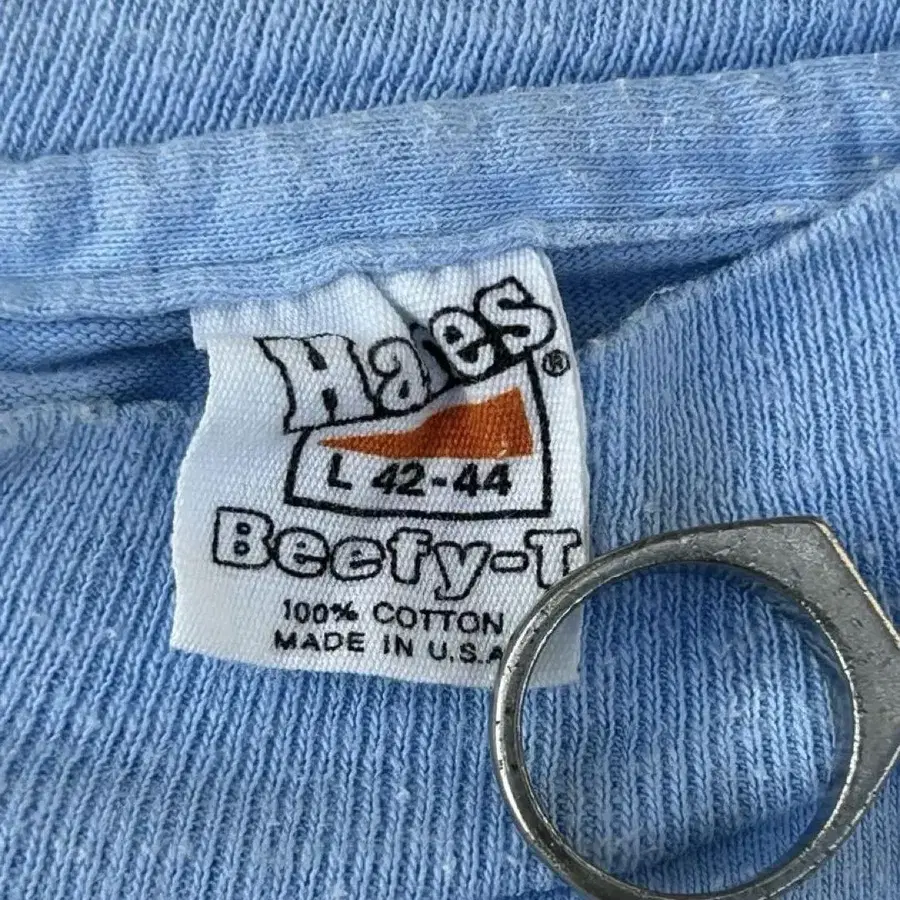 Hanes®
L 42-44
Beefy-T
100% COTTON
MADE IN U.S.A